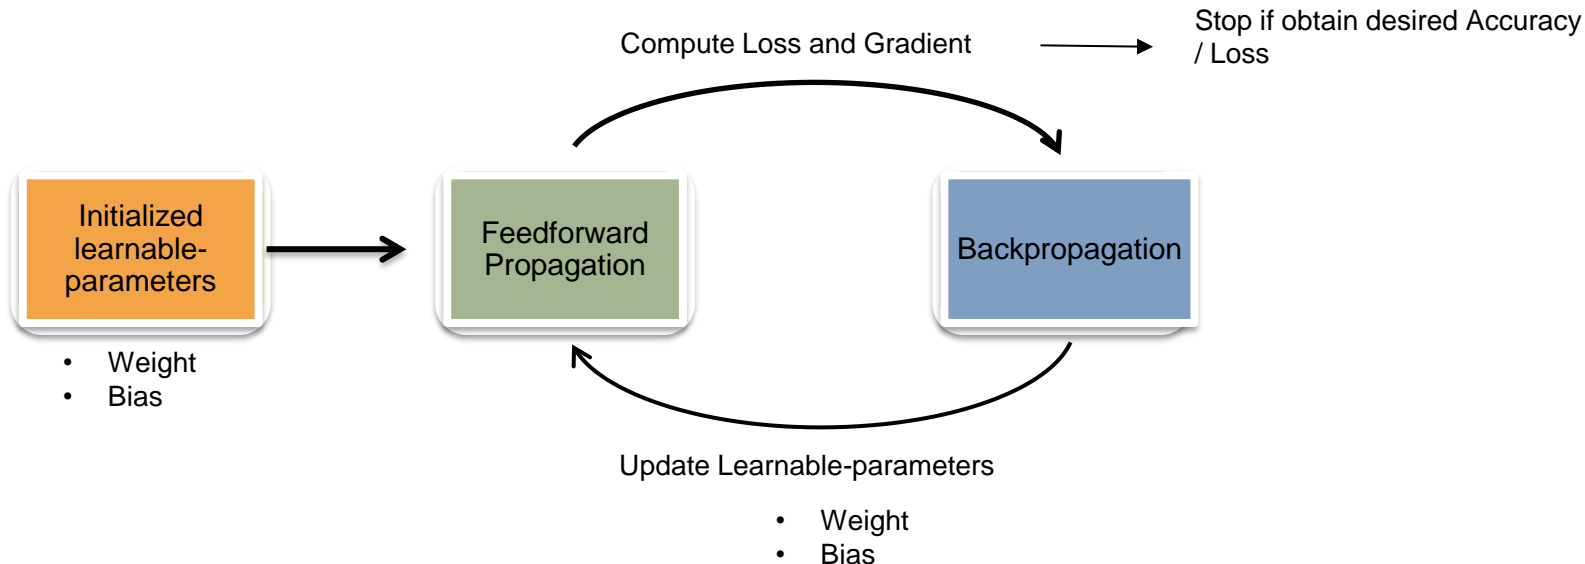 Stop if obtain desired Accuracy
/ Loss
Compute Loss and Gradient
Initialized
learnable-
parameters
Feedforward
Propagation
Backpropagation
• Weight
• Bias
Update Learnable-parameters
• Weight
• Bias